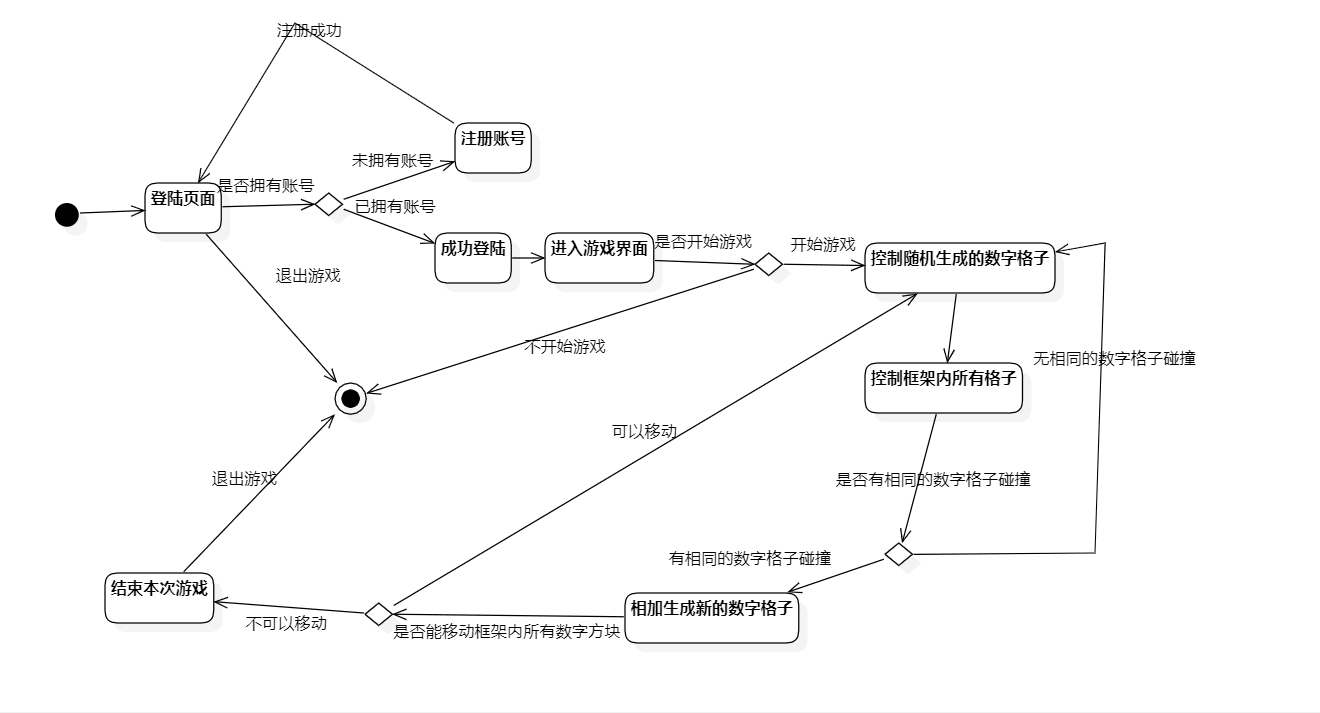 注册成功
注册账号
未拥有账号
是否拥有账号
登陆页面
已拥有账号
成功登陆
进入游戏界面
是否开始游戏
开始游戏
控制随机生成的数字格子
退出游戏
不开始游戏
无相同的数字格子碰撞
控制框架内所有格子
可以移动
退出游戏
是否有相同的数字格子碰撞
有相同的数字格子碰撞
结束本次游戏
相加生成新的数字格子
不可以移动
是否能移动框架内所有数字方块